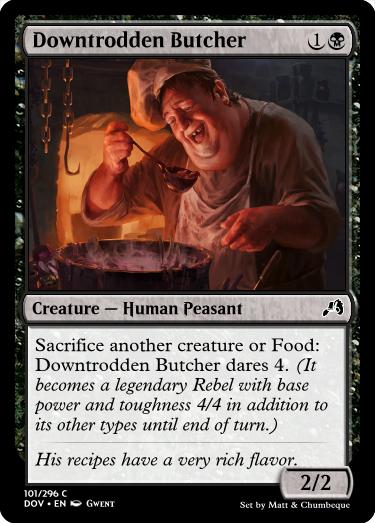 Downtrodden Butcher 1
Creature — Human Peasant
Sacrifice another creature or Food:
Downtrodden Butcher dares 4. (It
becomes a legendary Rebel with base
power and toughness 4/4 in addition to
its other types until end of turn.)
His recipes have a very rich flavor.
2/2
101/296 C
DOV • EN Gwent
Set by Matt & Chumbeque